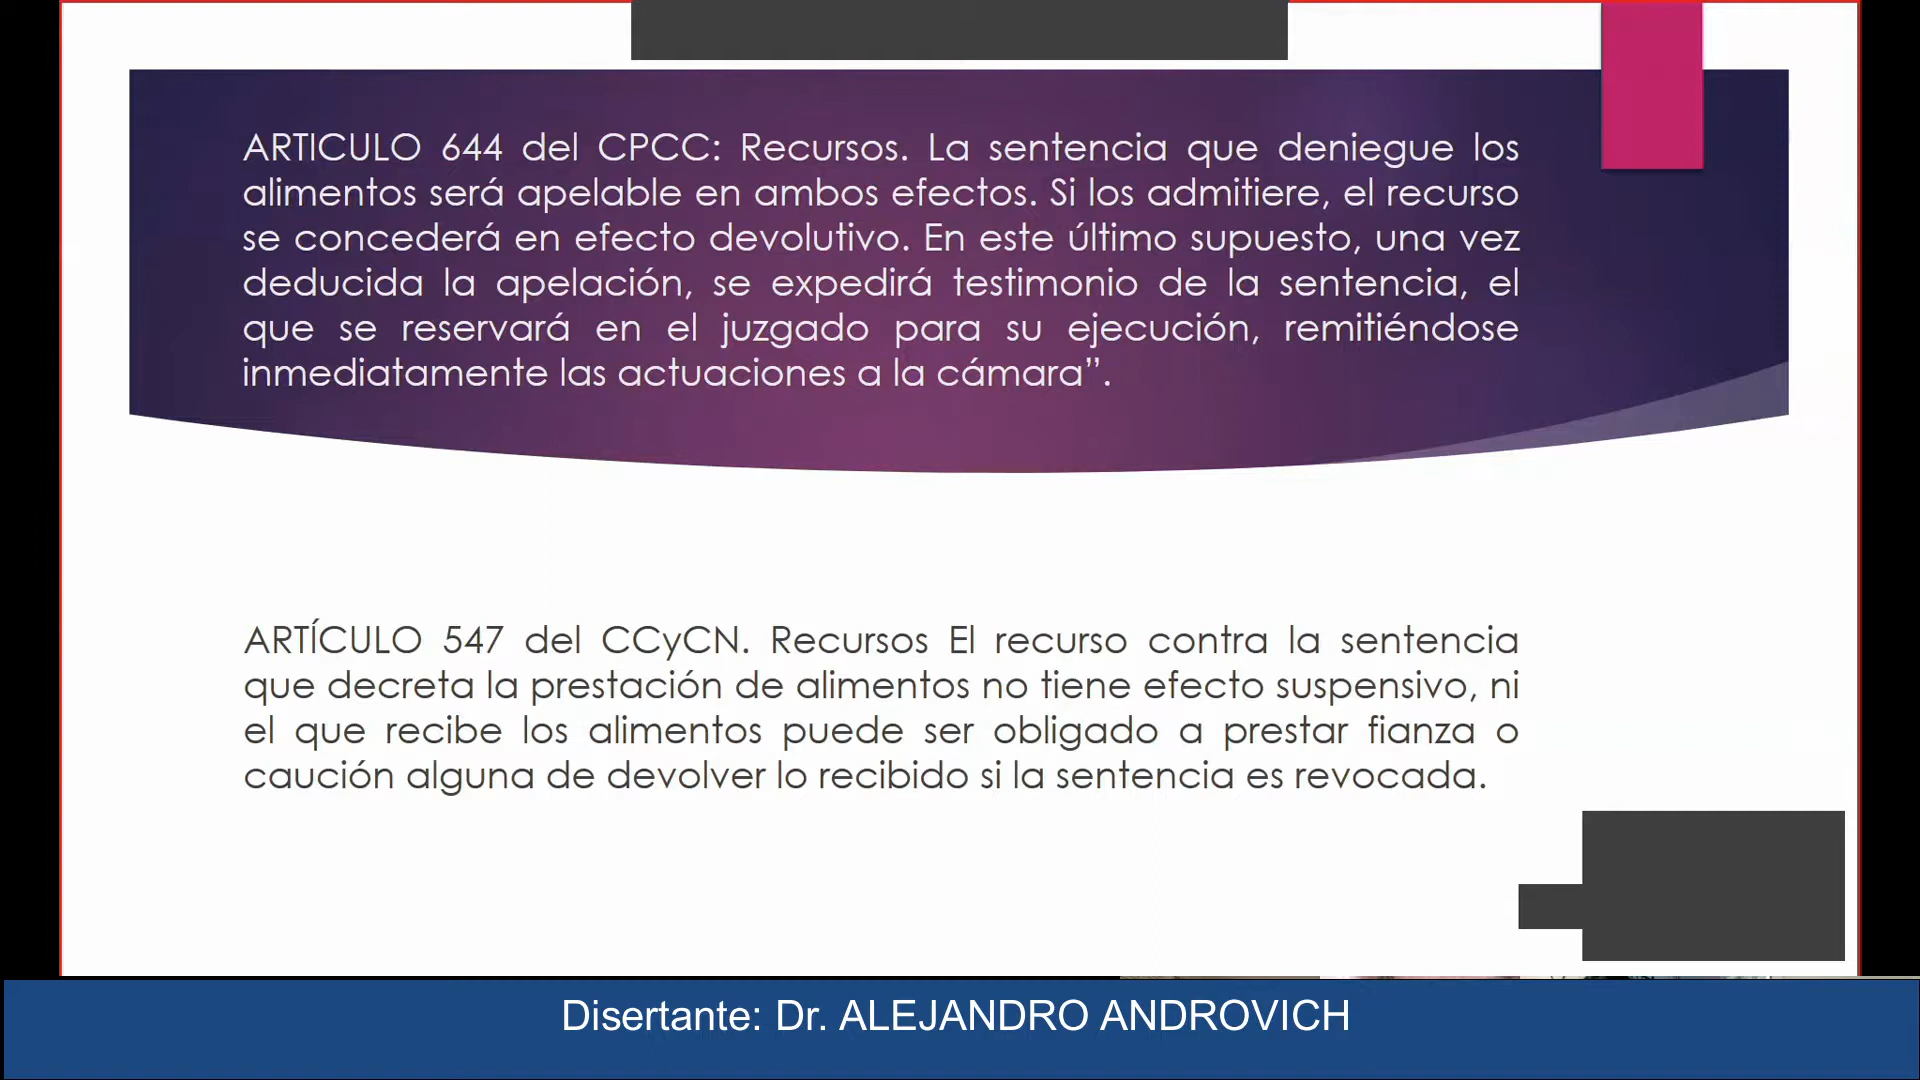 ARTICULO 644 del CPCC: Recursos. La sentencia que deniegue los
alimentos será apelable en ambos efectos. Si los admitiere, el recurso
se concederá en efecto devolutivo. En este último supuesto, una vez
deducida la apelación, se expedirá testimonio de la sentencia, el
que se reservará en el juzgado para su ejecución, remitiéndose
inmediatamente las actuaciones a la cámara”.
ARTÍCULO 547 del CCyCN. Recursos El recurso contra la sentencia
que decreta la prestación de alimentos no tiene efecto suspensivo, ni
el que recibe los alimentos puede ser obligado a prestar fianza o
caución alguna de devolver lo recibido si la sentencia es revocada.
Disertante: Dr. ALEJANDRO ANDROVICH